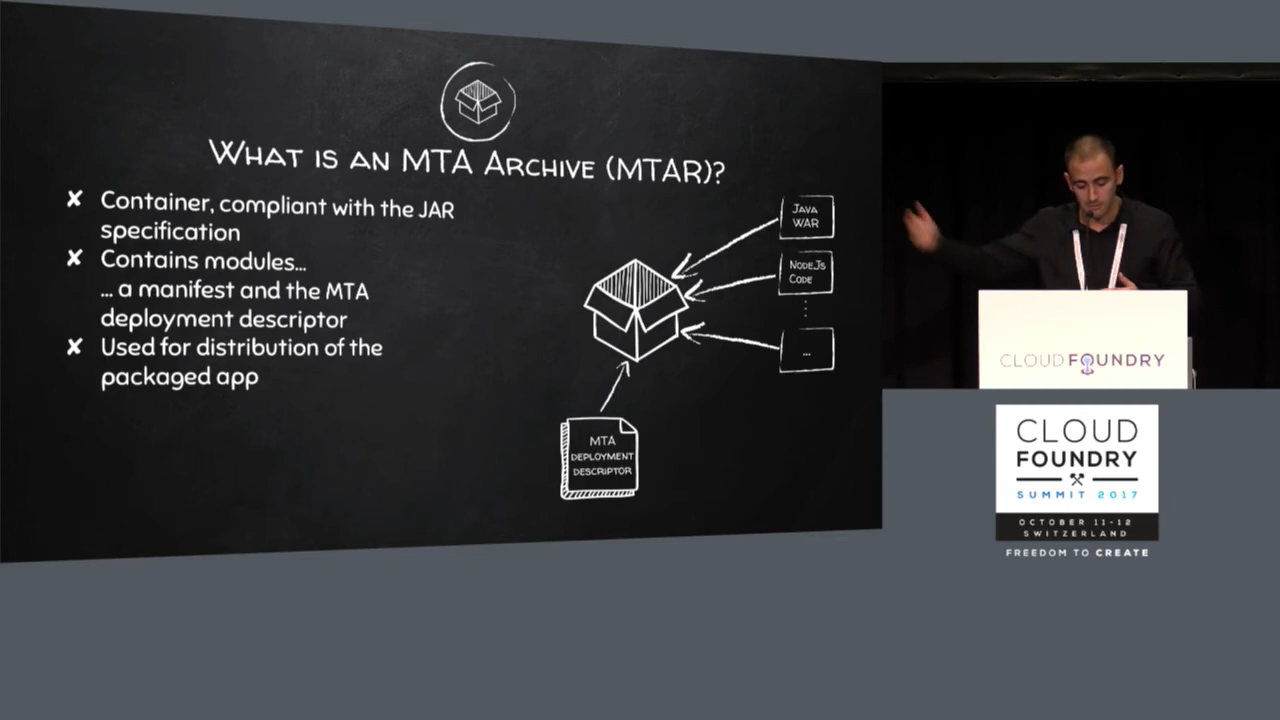 What is an MTA Archive (MTAR)?
✘ Container, compliant with the JAR
specification
✘ Contains modules...
... a manifest and the MTA
deployment descriptor
✘ Used for distribution of the
packaged app
Java
WAR
NodeJs
Code
...
MTA
Deployment
Descriptor
CLOUDFOUNDRY
CLOUD
FOUNDRY
SUMMIT 2017
OCTOBER 11-12
SWITZERLAND
FREEDOM TO CREATE